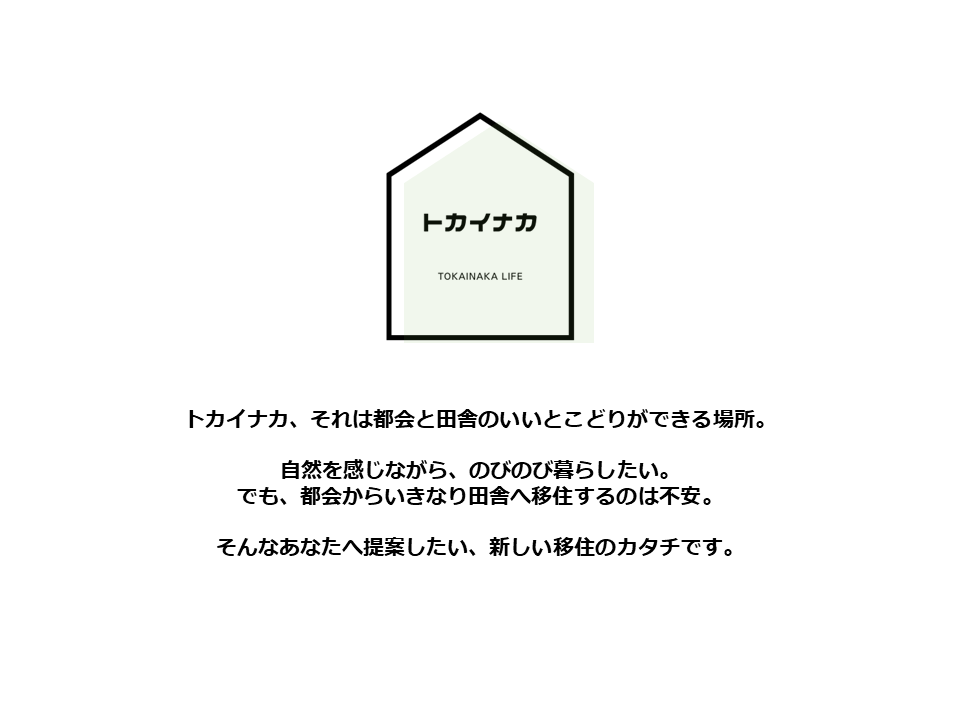 トカイナカ
TOKAINAKA LIFE
トカイナカ、それは都会と田舎のいいとこどりができる場所。
自然を感じながら、のびのび暮らしたい。
でも、都会からいきなり田舎へ移住するのは不安。
そんなあなたへ提案したい、新しい移住のカタチです。